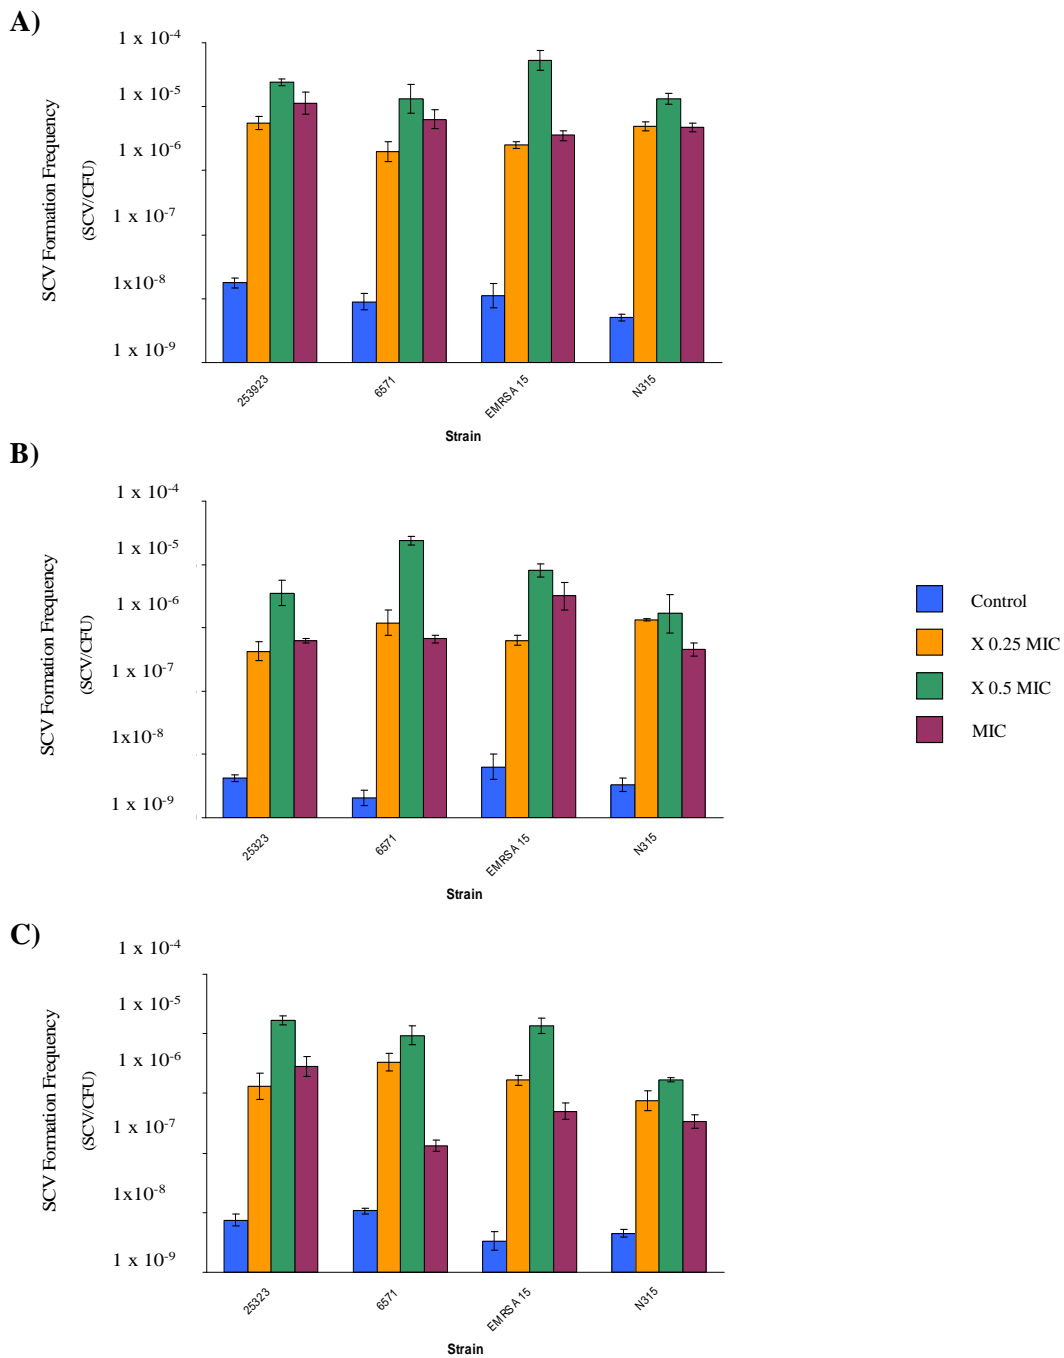 A)
1 x 10-4
1 x 10-5
1 x 10-6
1 x 10-7
1x10-8
1 x 10-9
SCV Formation Frequency
(SCV/CFU)
253923
6571
EMRSA 15
N315
Strain
B)
1 x 10-4
1 x 10-5
1 x 10-6
1 x 10-7
1x10-8
1 x 10-9
SCV Formation Frequency
(SCV/CFU)
25323
6571
EMRSA 15
N315
Strain
Control
X 0.25 MIC
X 0.5 MIC
MIC
C)
1 x 10-4
1 x 10-5
1 x 10-6
1 x 10-7
1x10-8
1 x 10-9
SCV Formation Frequency
(SCV/CFU)
25323
6571
EMRSA 15
N315
Strain